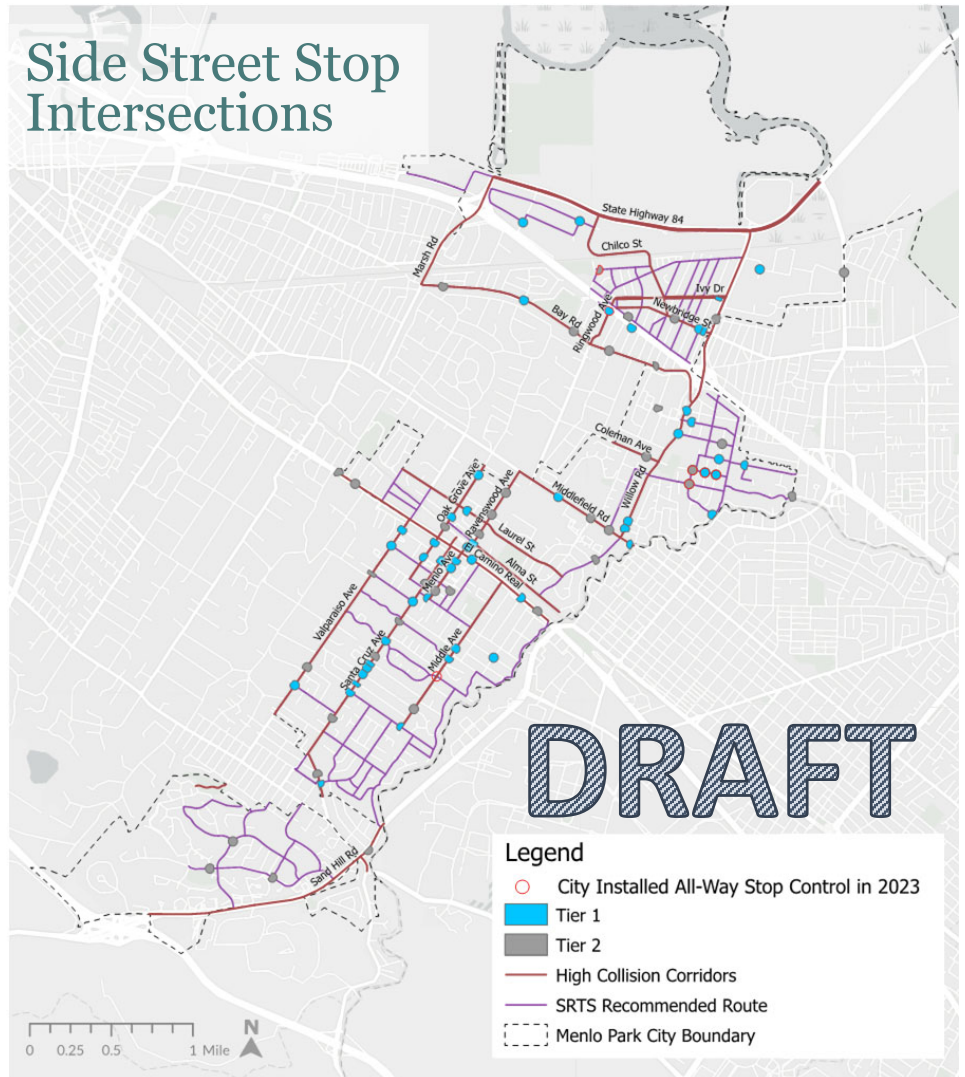 Side Street Stop
Intersections
State Highway 84
Marsh Rd
Chilco St
Ivy Dr
Newbridge St
Bay Rd
Ringwood Ave
Coleman Ave
Willow Rd
Middlefield Rd
Oak Grove Ave
Ravenswood Ave
Laurel St
Alma St
El Camino Real
Menlo Ave
Valparaiso Ave
Santa Cruz Ave
Middle Ave
Sand Hill Rd
DRAFT
Legend
City Installed All-Way Stop Control in 2023
Tier 1
Tier 2
High Collision Corridors
SRTS Recommended Route
Menlo Park City Boundary
N
0 0.25 0.5 1 Mile